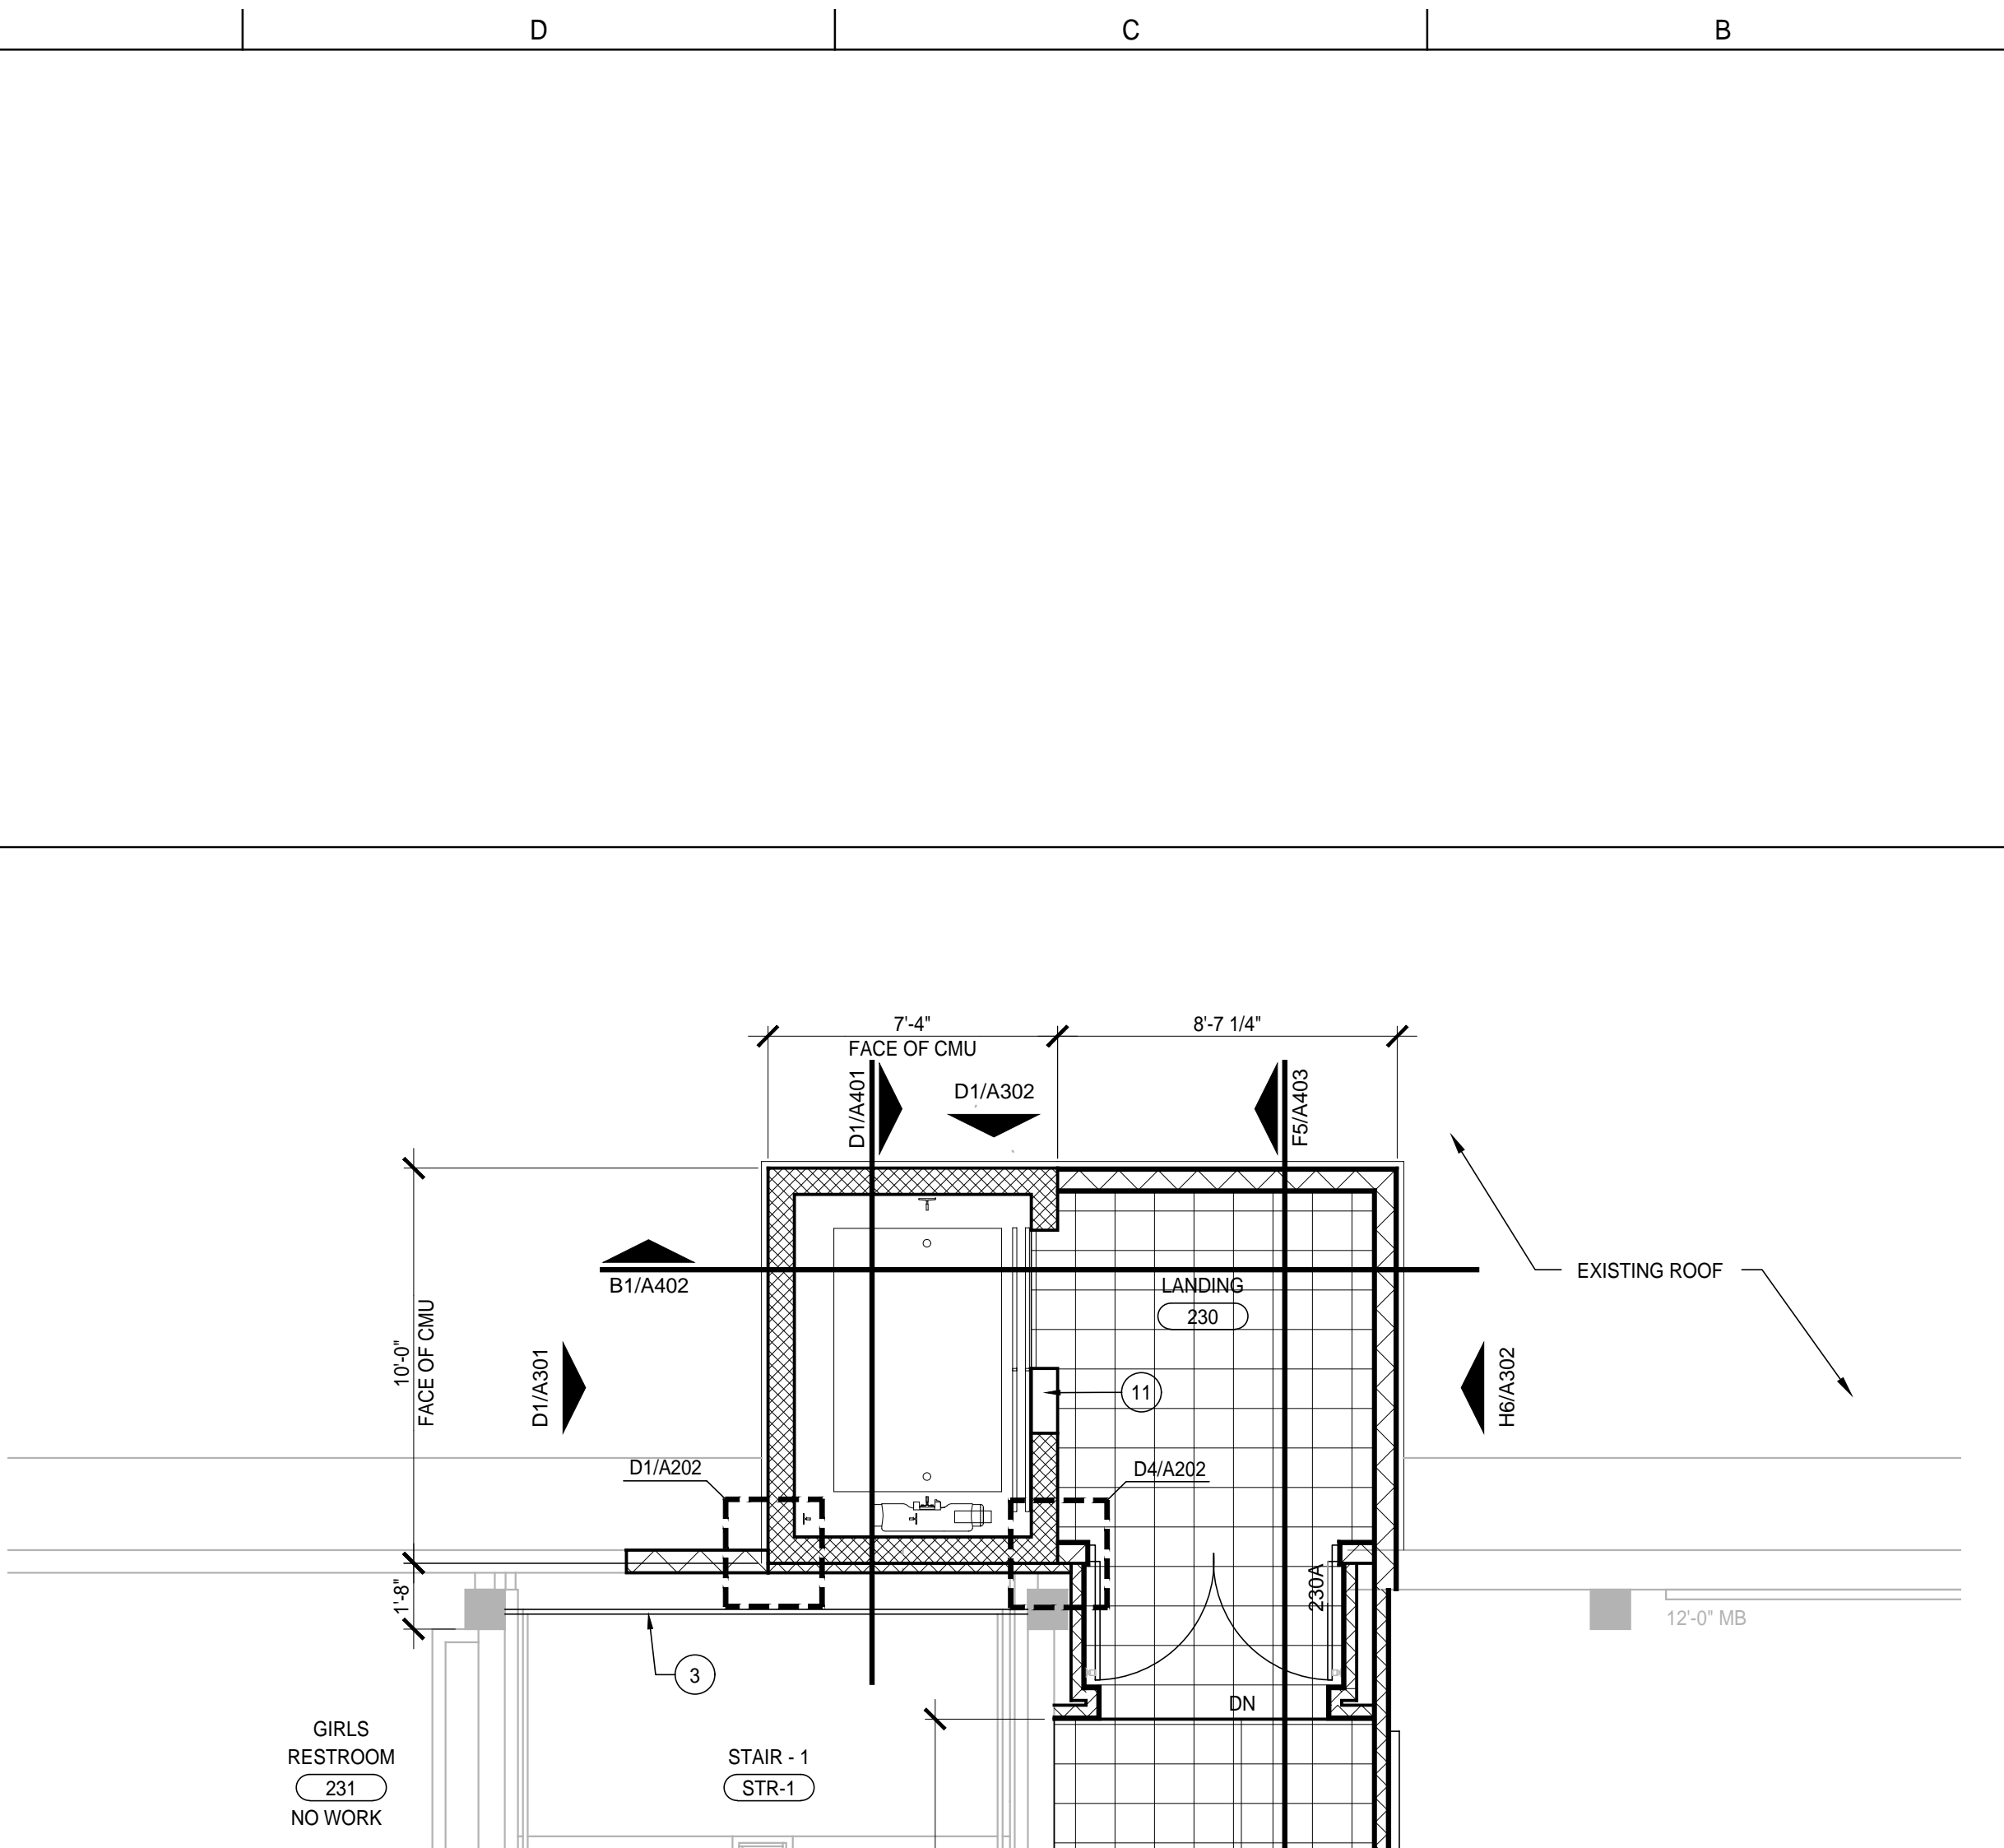 D
C
B
7'-4"
FACE OF CMU
8'-7 1/4"
D1/A401
D1/A302
F5/A403
B1/A402
LANDING
230
EXISTING ROOF
10'-0"
FACE OF CMU
D1/A301
11
H6/A302
D1/A202
D4/A202
1'-8"
230A
12'-0" MB
3
DN
GIRLS
RESTROOM
231
NO WORK
STAIR - 1
STR-1